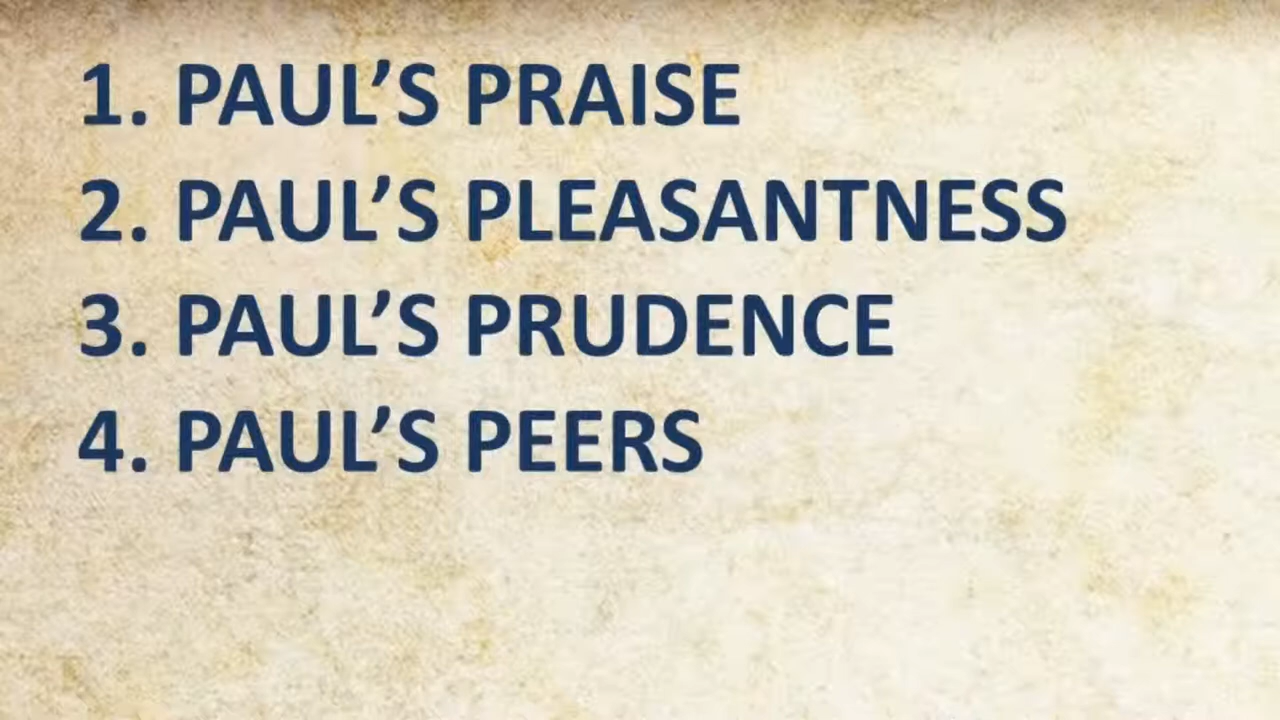 1. PAUL’S PRAISE
2. PAUL’S PLEASANTNESS
3. PAUL’S PRUDENCE
4. PAUL’S PEERS